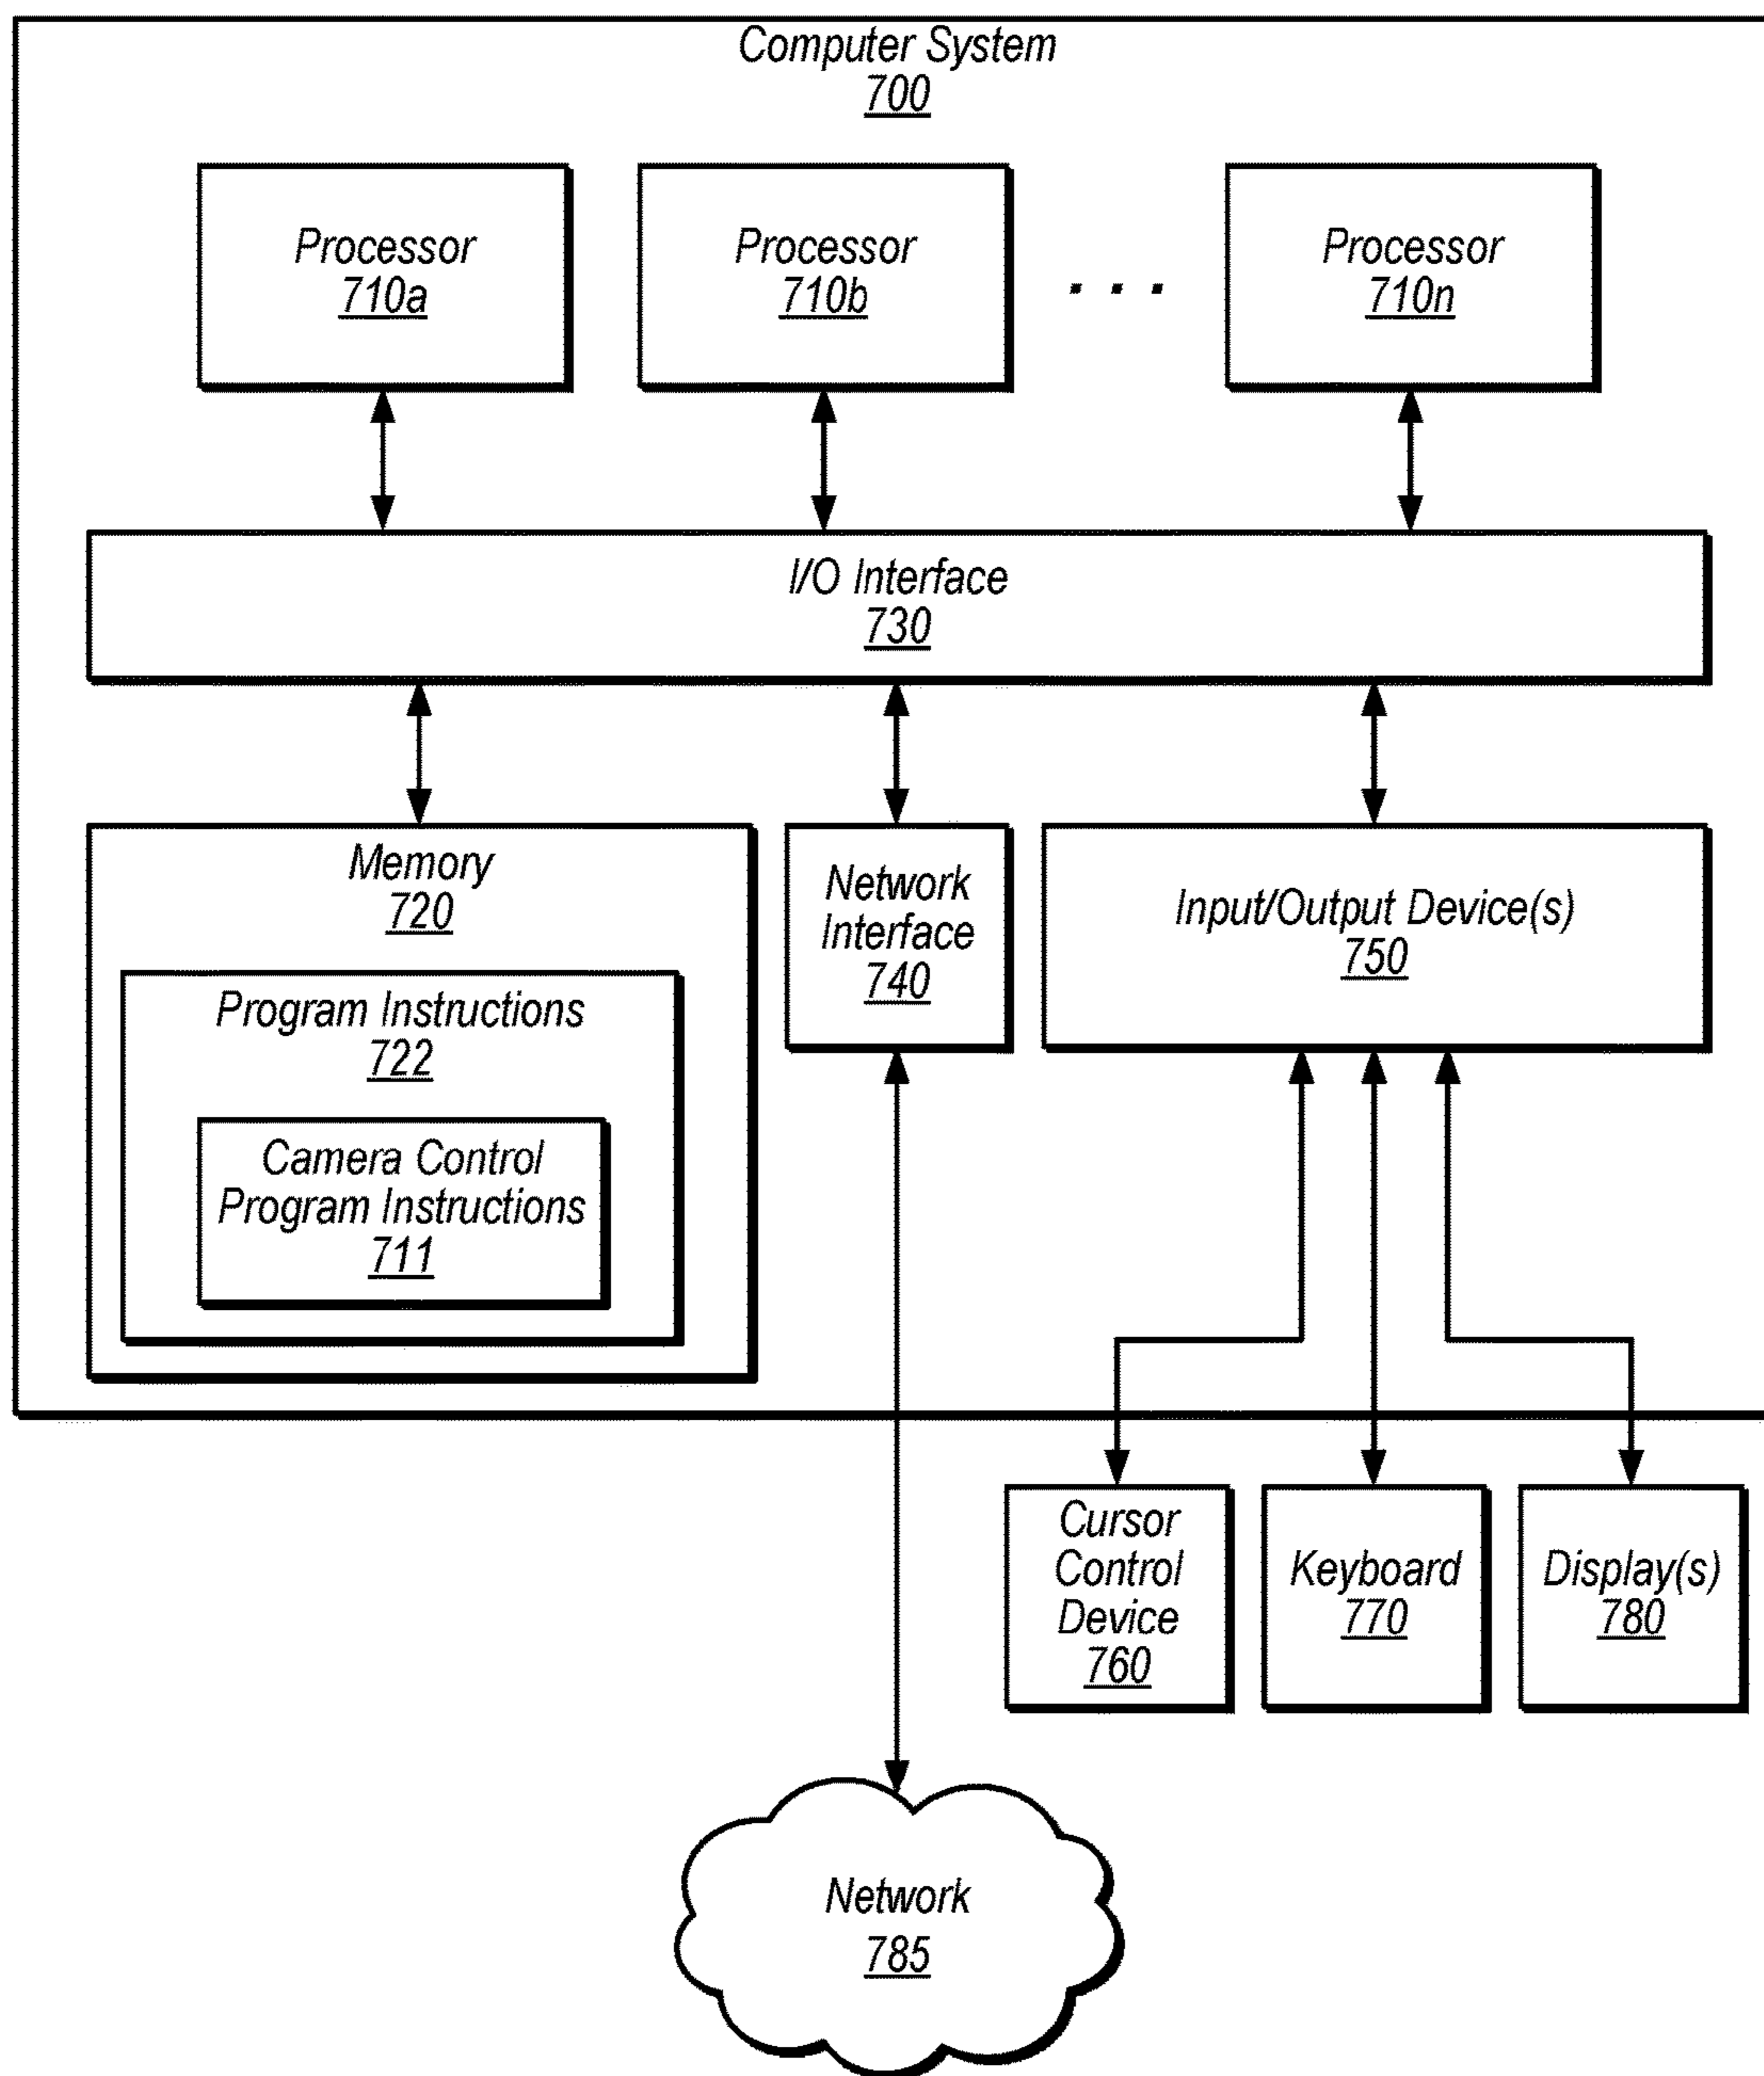 Computer System
700
Processor
710a
Processor
710b
. . .
Processor
710n
I/O Interface
730
Memory
720
Program Instructions
722
Camera Control
Program Instructions
711
Network
Interface
740
Input/Output Device(s)
750
Cursor
Control
Device
760
Keyboard
770
Display(s)
780
Network
785